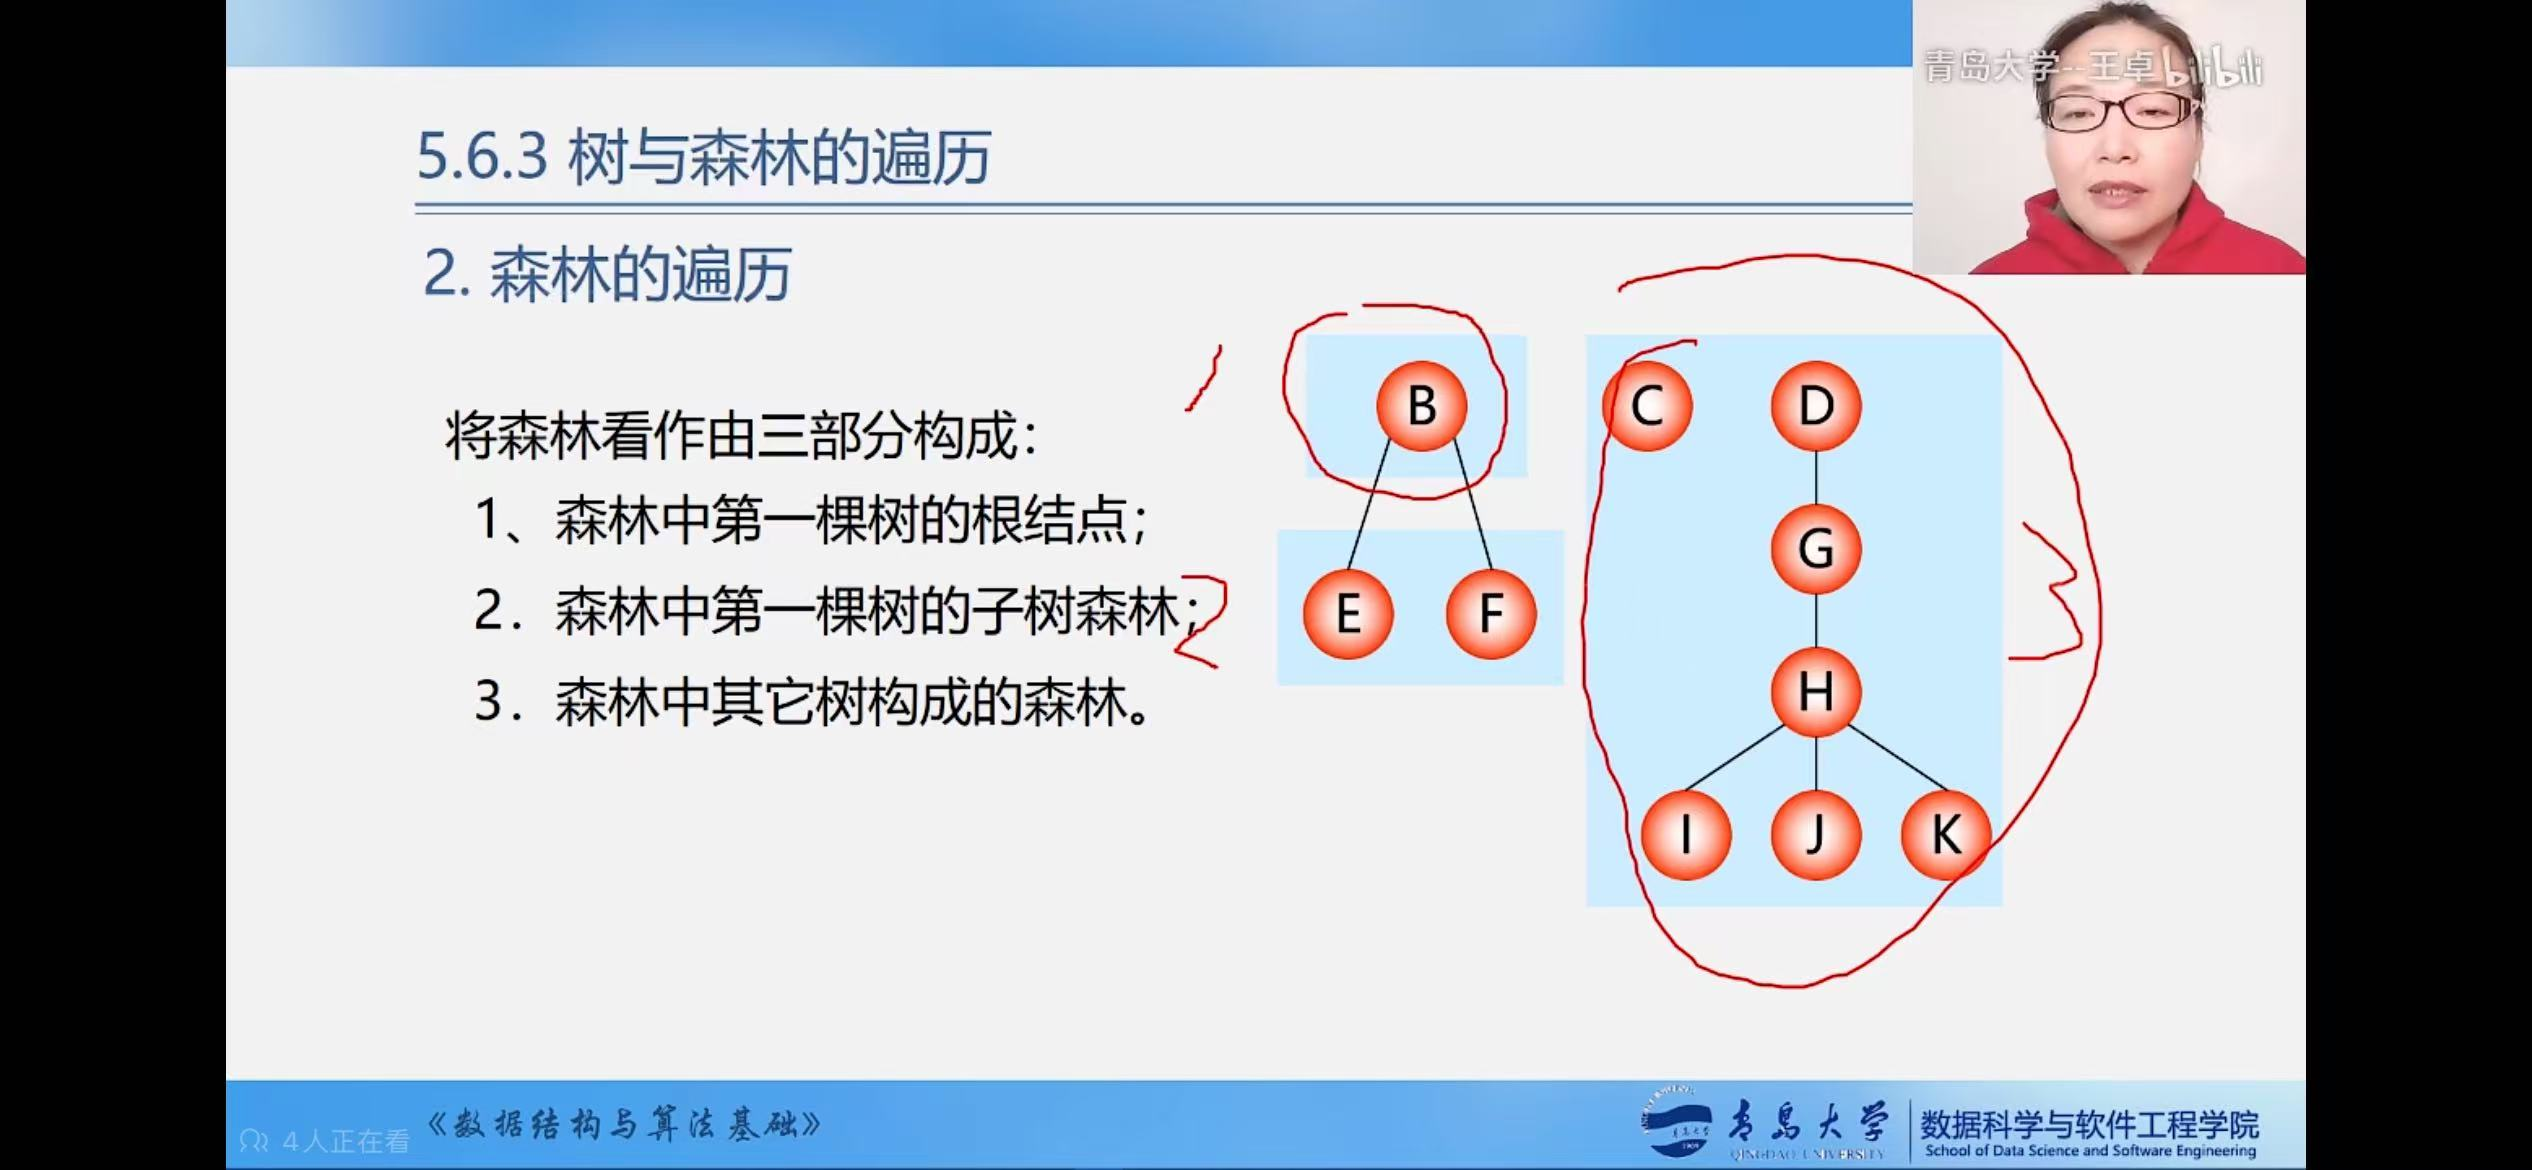 青岛大学--王卓 bilibili
5.6.3 树与森林的遍历
2. 森林的遍历
将森林看作由三部分构成：
1、森林中第一棵树的根结点；
2．森林中第一棵树的子树森林；
3．森林中其它树构成的森林。
1
2
3
B
C
D
G
E
F
H
I
J
K
4人正在看
《数据结构与算法基础》
青岛大学
QINGDAO UNIVERSITY
数据科学与软件工程学院
School of Data Science and Software Engineering